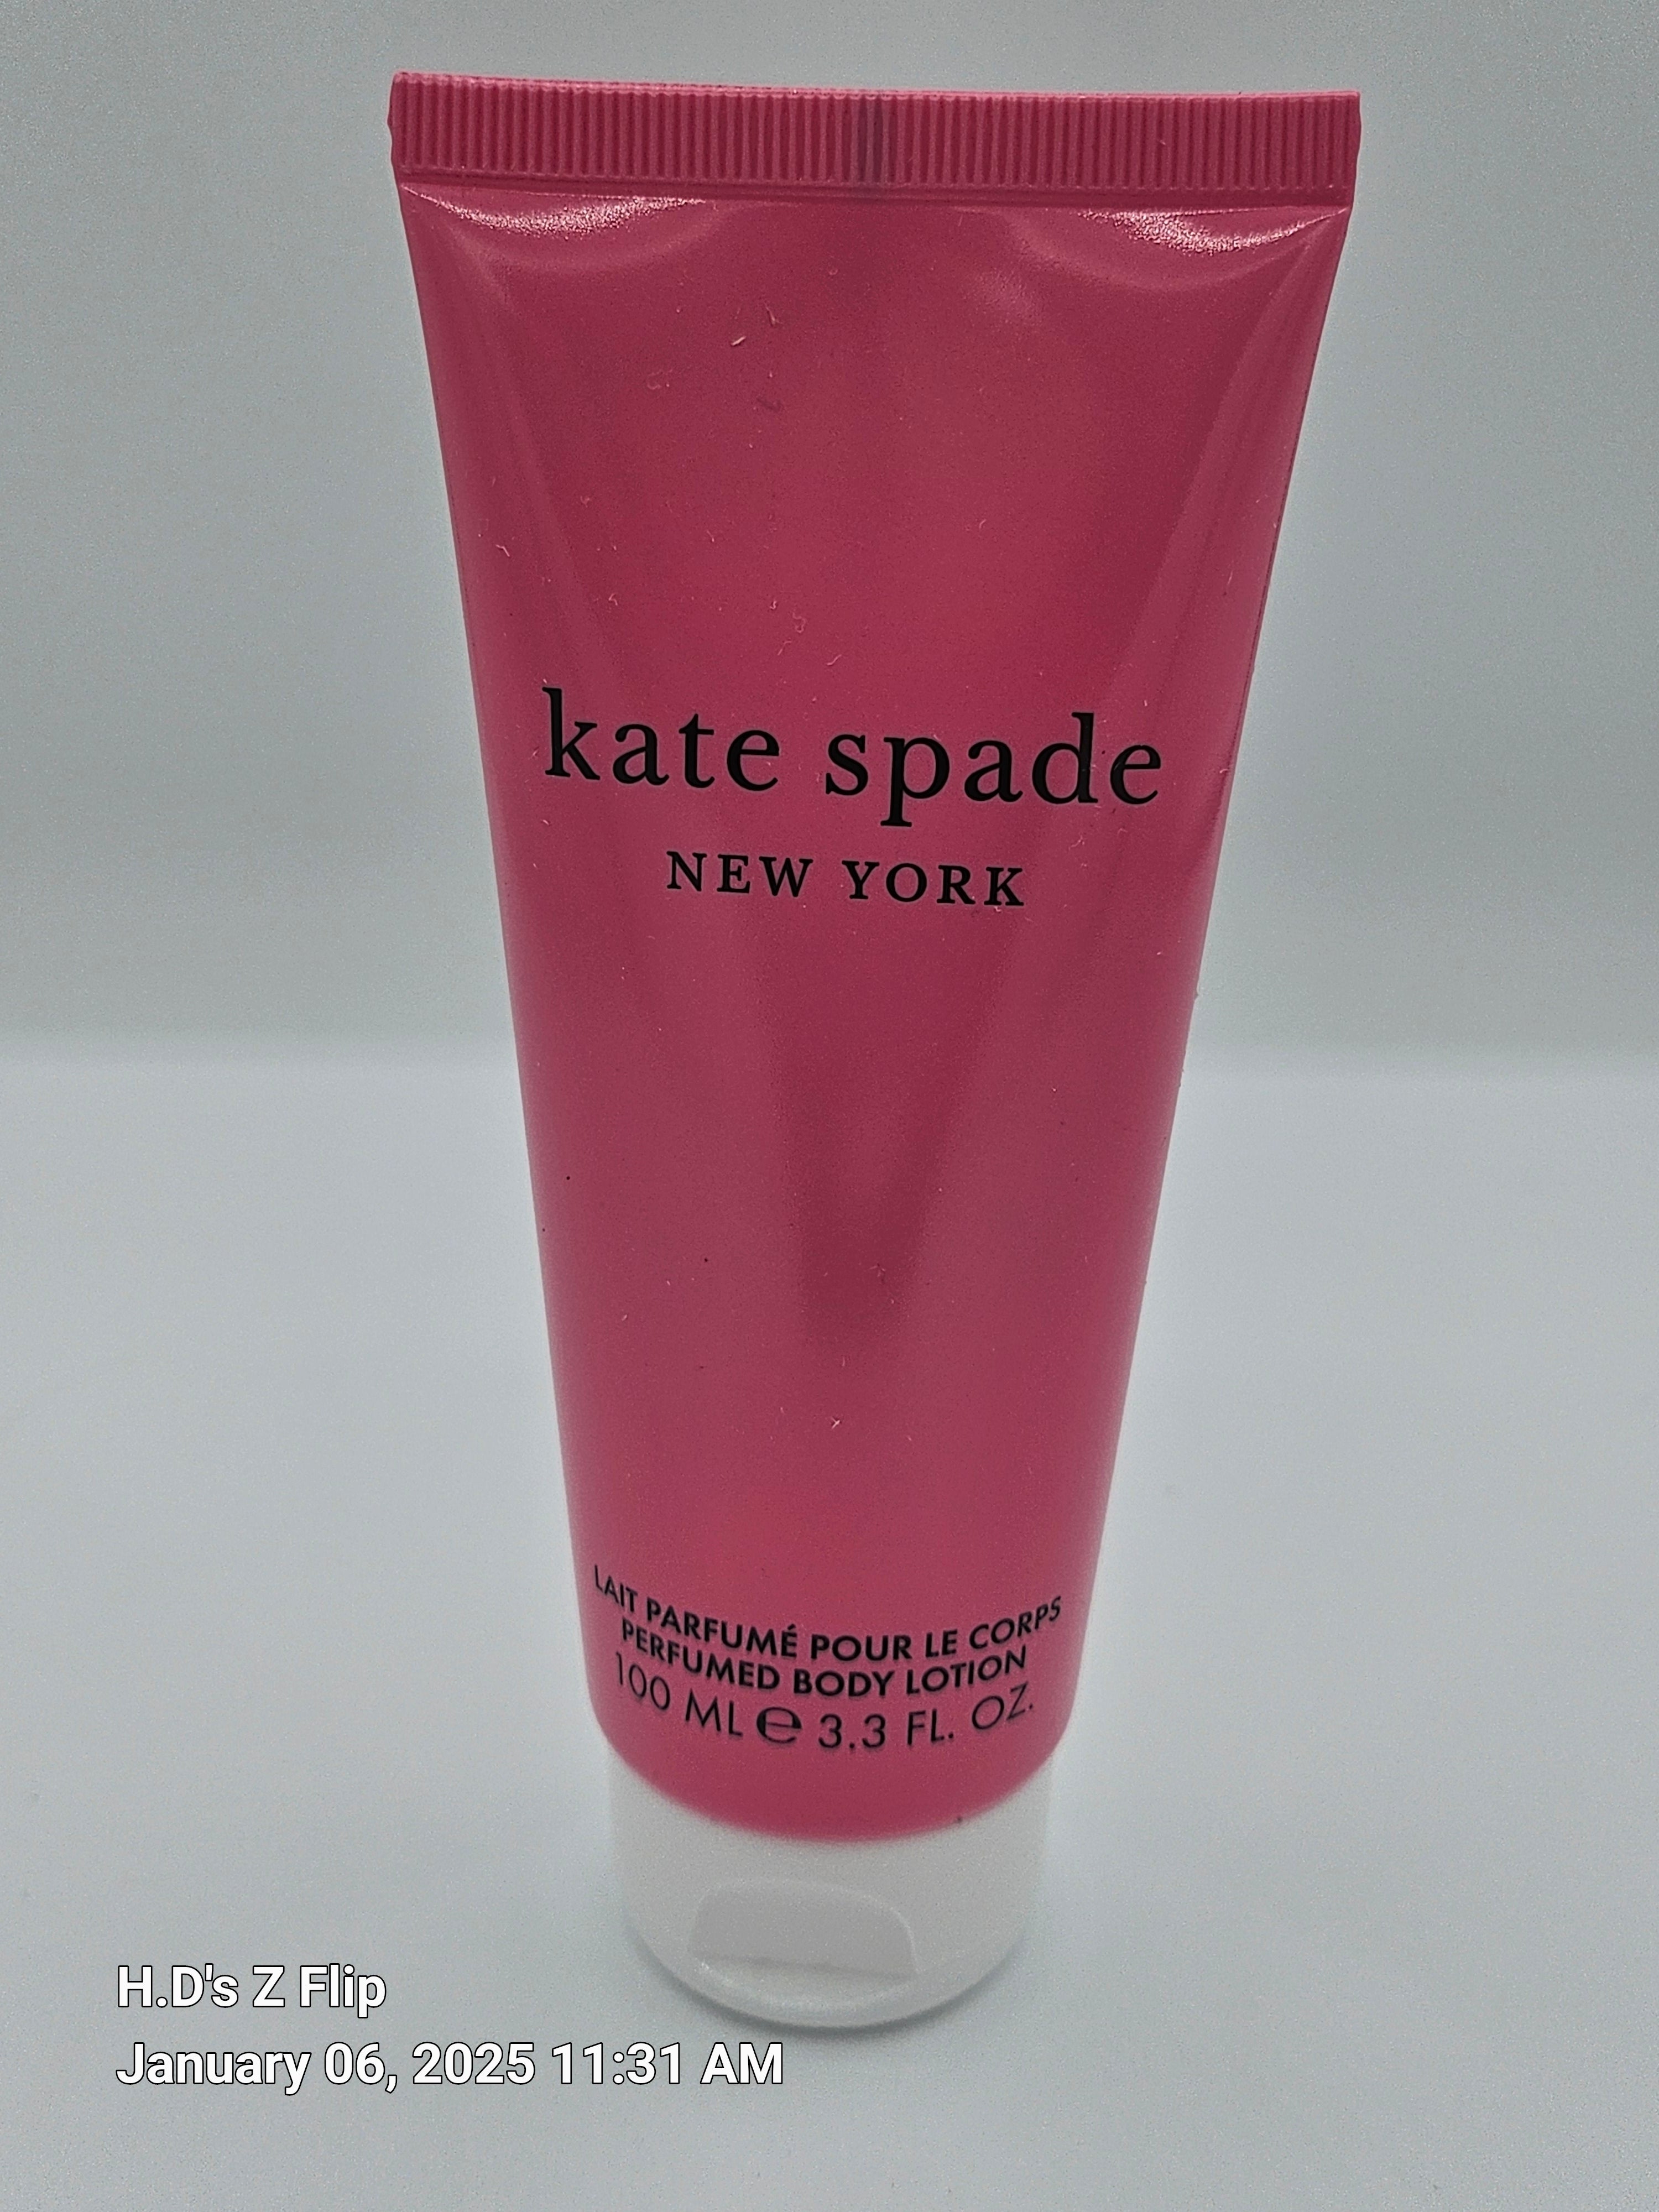 kate spade
NEW YORK
LAIT PARFUMÉ POUR LE CORPS
PERFUMED BODY LOTION
100 ML ℮ 3.3 FL. OZ.
H.D's Z Flip
January 06, 2025 11:31 AM